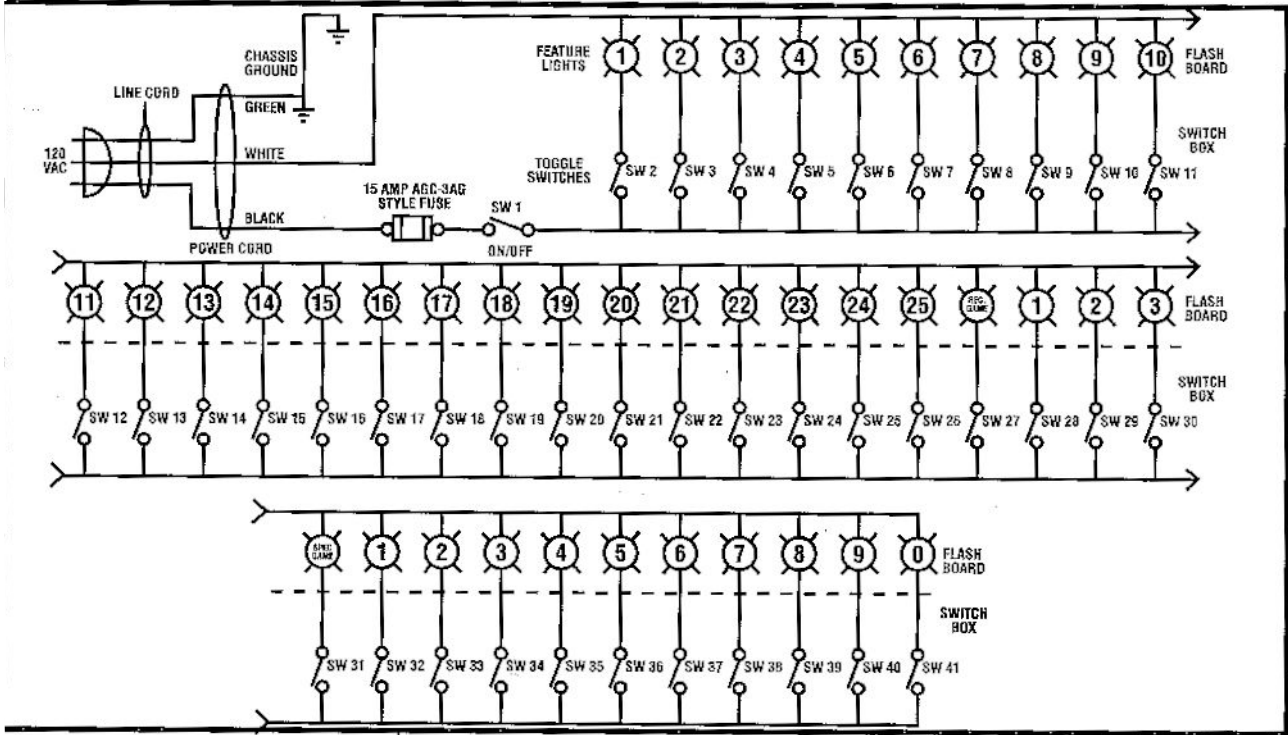 FEATURE
LIGHTS
1 2 3 4 5 6 7 8 9 10
FLASH
BOARD
CHASSIS
GROUND
LINE CORD
GREEN
120
VAC
WHITE
TOGGLE
SWITCHES
SW 2 SW 3 SW 4 SW 5 SW 6 SW 7 SW 8 SW 9 SW 10 SW 11
SWITCH
BOX
15 AMP AGC-3AG
STYLE FUSE
SW 1
BLACK
POWER CORD
ON/OFF
11 12 13 14 15 16 17 18 19 20 21 22 23 24 25 REG. GAME 1 2 3
FLASH
BOARD
SWITCH
BOX
SW 12 SW 13 SW 14 SW 15 SW 16 SW 17 SW 18 SW 19 SW 20 SW 21 SW 22 SW 23 SW 24 SW 25 SW 26 SW 27 SW 28 SW 29 SW 30
SPEC GAME 1 2 3 4 5 6 7 8 9 0
FLASH
BOARD
SWITCH
BOX
SW 31 SW 32 SW 33 SW 34 SW 35 SW 36 SW 37 SW 38 SW 39 SW 40 SW 41